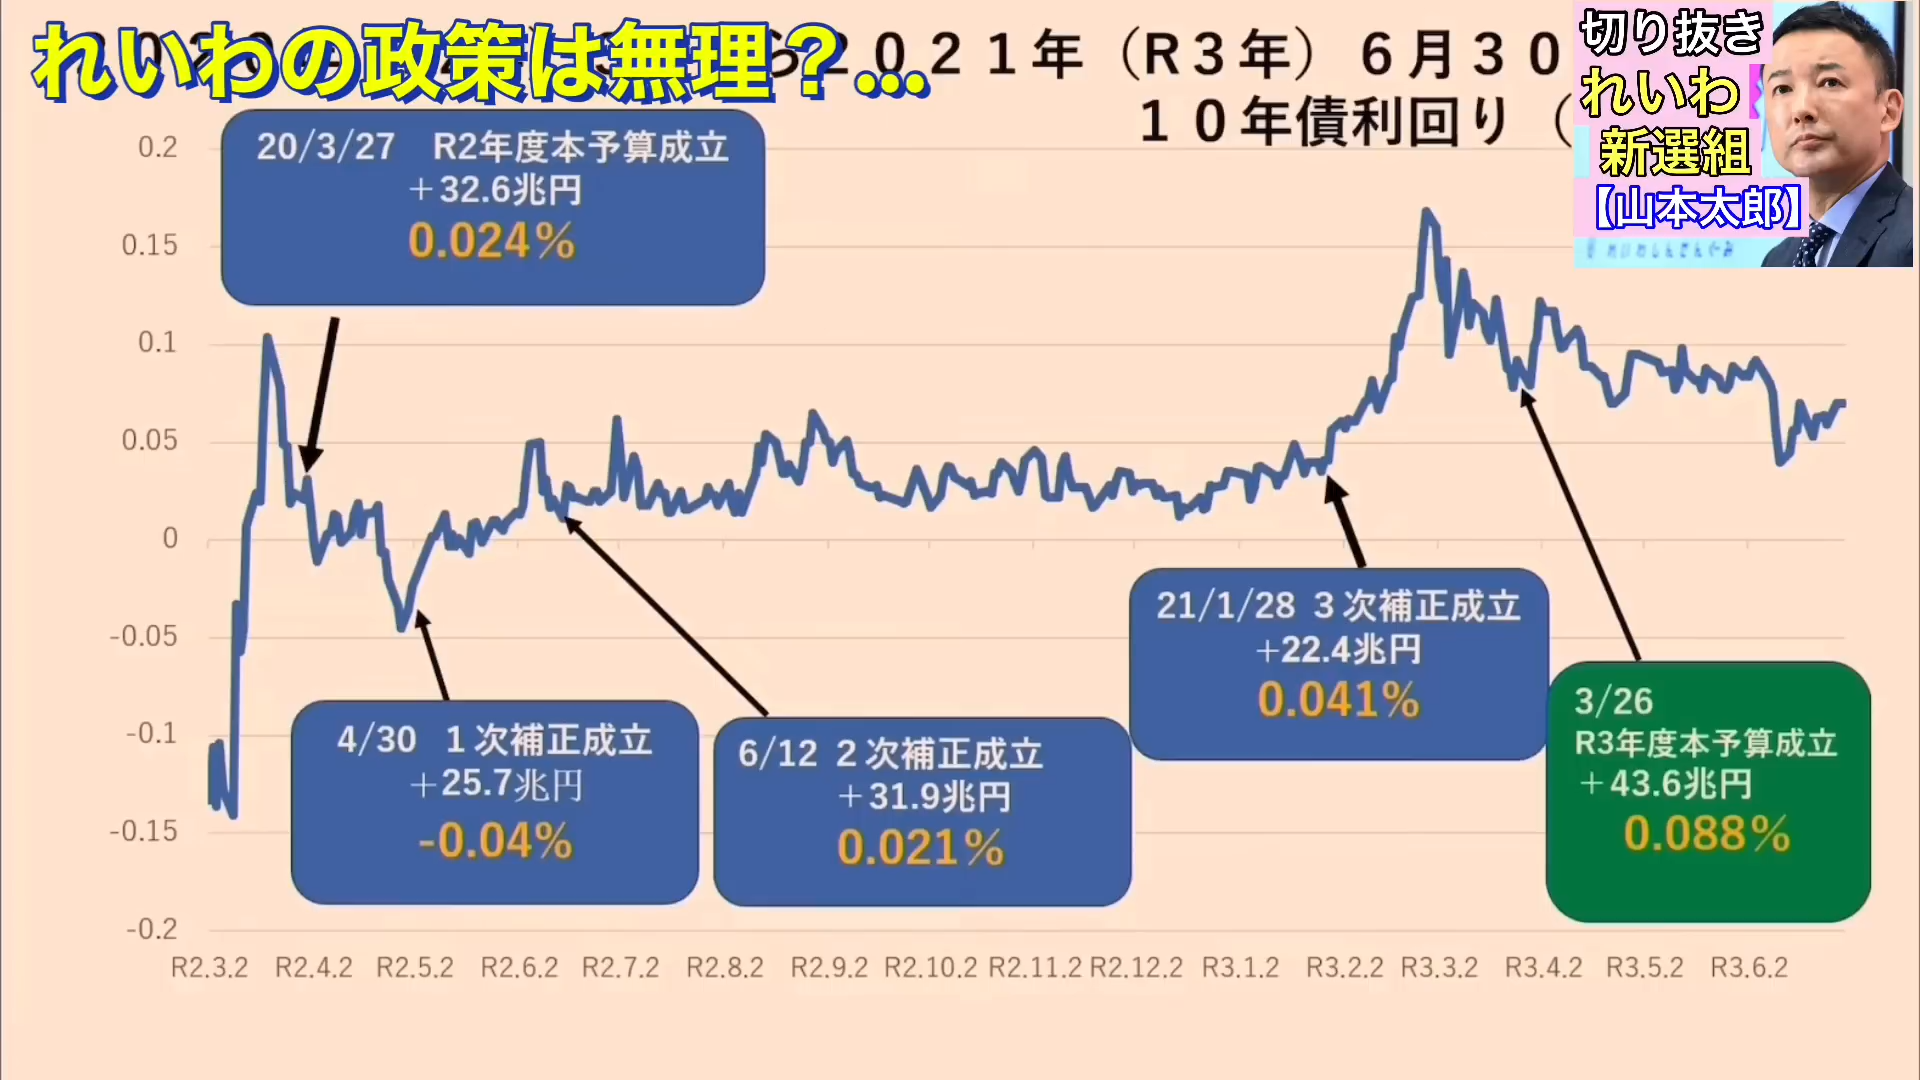 れいわの政策は無理？...
２０２１年（R３年）６月３０
１０年債利回り（
切り抜き
れいわ
新選組
【山本太郎】
れいわしんせんぐみ
20/3/27 R2年度本予算成立
＋32.6兆円
0.024%
4/30 １次補正成立
＋25.7兆円
-0.04%
6/12 ２次補正成立
＋31.9兆円
0.021%
21/1/28 ３次補正成立
＋22.4兆円
0.041%
3/26
R3年度本予算成立
＋43.6兆円
0.088%
0.2
0.15
0.1
0.05
0
-0.05
-0.1
-0.15
-0.2
R2.3.2 R2.4.2 R2.5.2 R2.6.2 R2.7.2 R2.8.2 R2.9.2 R2.10.2 R2.11.2 R2.12.2 R3.1.2 R3.2.2 R3.3.2 R3.4.2 R3.5.2 R3.6.2